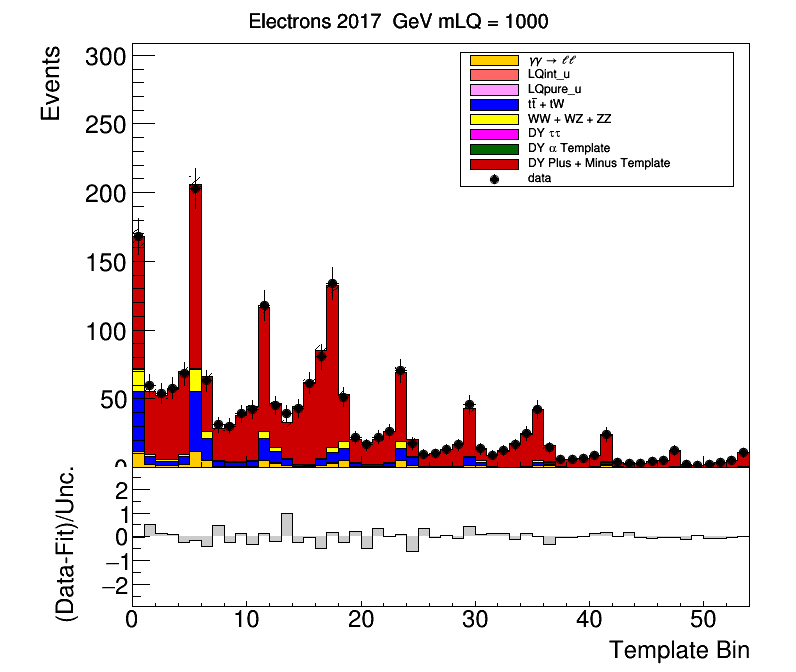 Electrons 2017 GeV mLQ = 1000
Events
300
250
200
150
100
50
0
γγ → ℓℓ
LQint_u
LQpure_u
tt̅ + tW
WW + WZ + ZZ
DY ττ
DY α Template
DY Plus + Minus Template
data
(Data-Fit)/Unc.
2
1
0
−1
−2
0 10 20 30 40 50
Template Bin